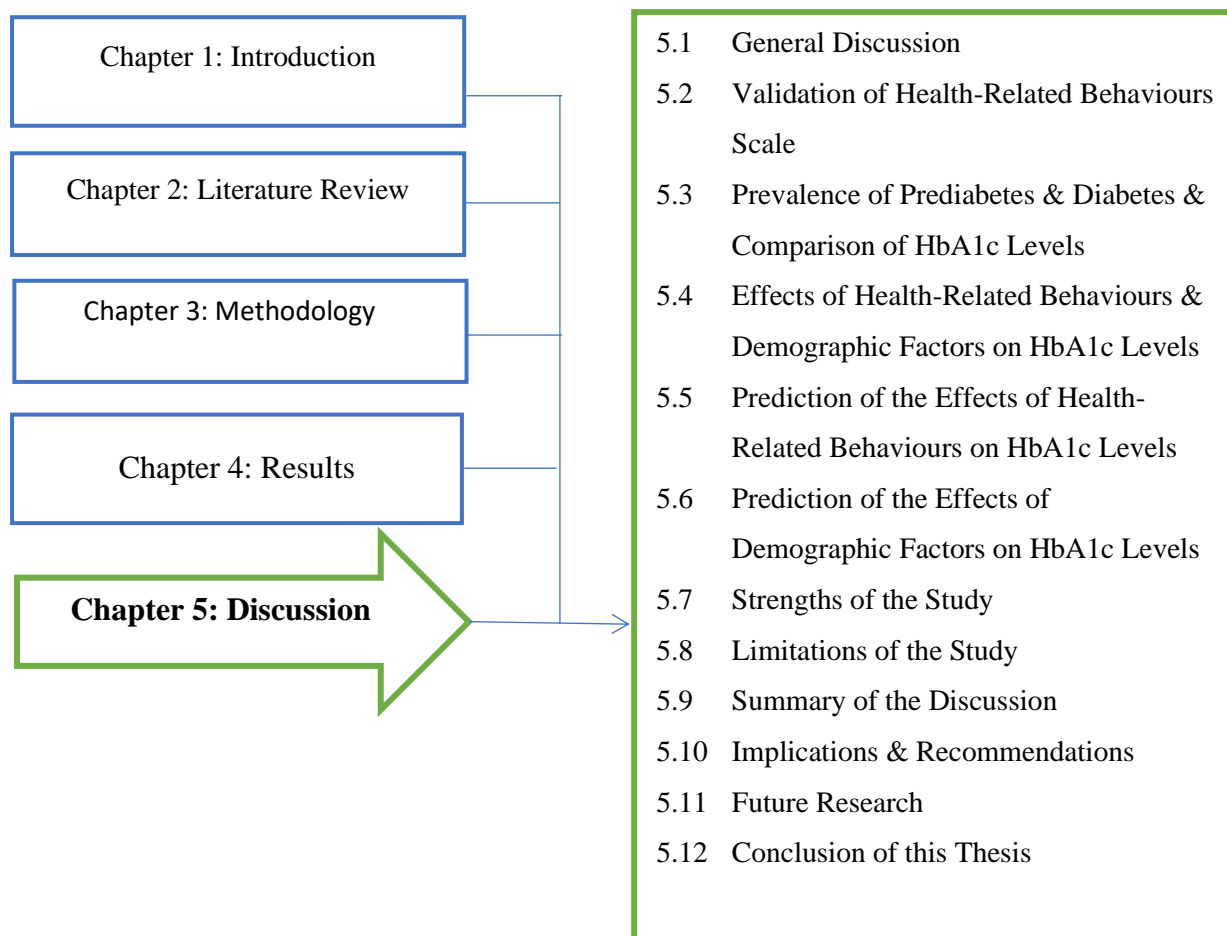 Chapter 1: Introduction
Chapter 2: Literature Review
Chapter 3: Methodology
Chapter 4: Results
Chapter 5: Discussion
5.1 General Discussion
5.2 Validation of Health-Related Behaviours
Scale
5.3 Prevalence of Prediabetes & Diabetes &
Comparison of HbA1c Levels
5.4 Effects of Health-Related Behaviours &
Demographic Factors on HbA1c Levels
5.5 Prediction of the Effects of Health-
Related Behaviours on HbA1c Levels
5.6 Prediction of the Effects of
Demographic Factors on HbA1c Levels
5.7 Strengths of the Study
5.8 Limitations of the Study
5.9 Summary of the Discussion
5.10 Implications & Recommendations
5.11 Future Research
5.12 Conclusion of this Thesis